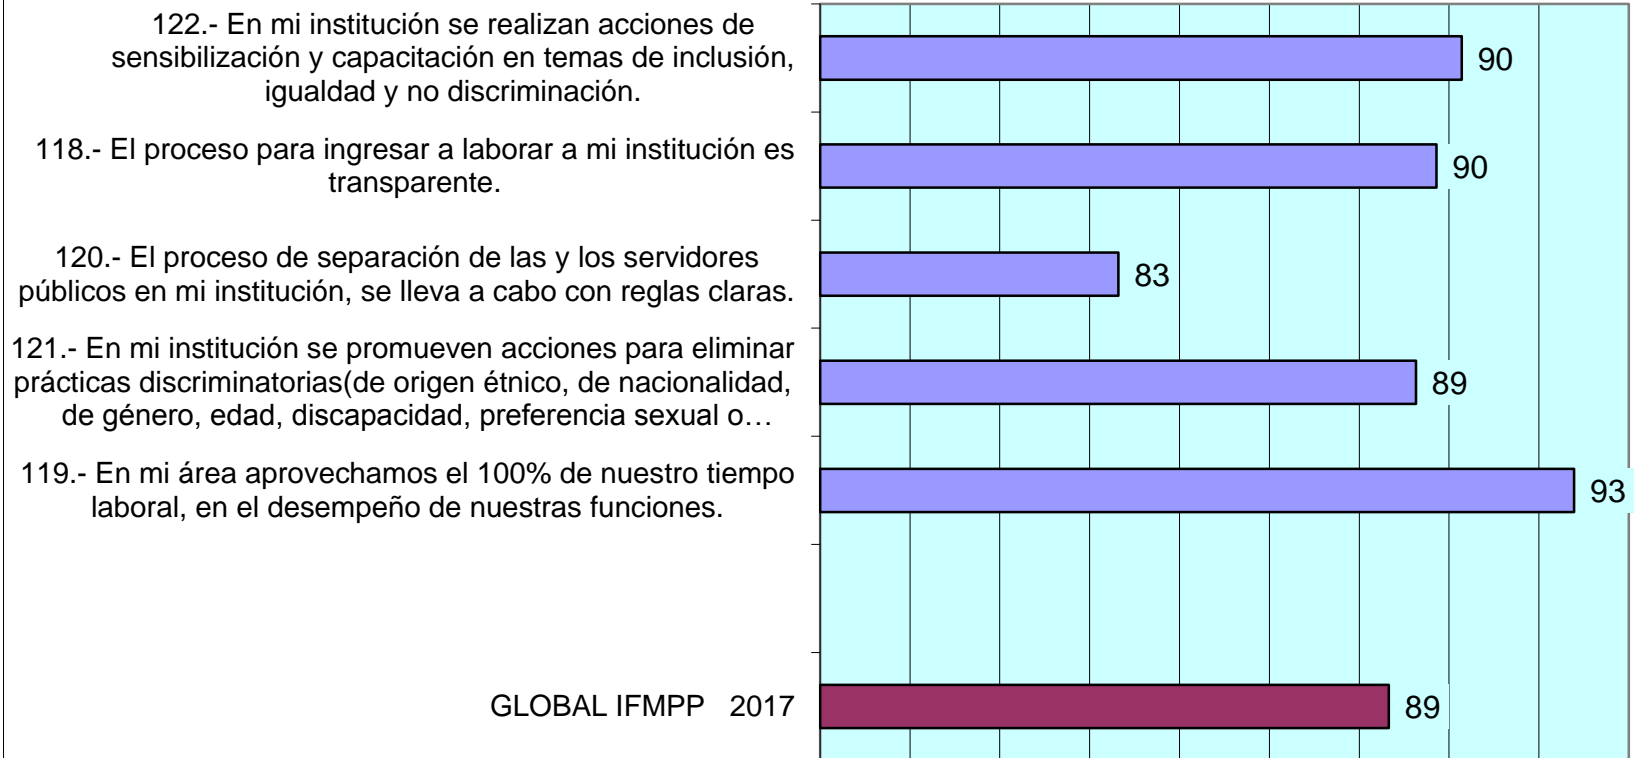 122.- En mi institución se realizan acciones de
sensibilización y capacitación en temas de inclusión,
igualdad y no discriminación.
90
118.- El proceso para ingresar a laborar a mi institución es
transparente.
90
120.- El proceso de separación de las y los servidores
públicos en mi institución, se lleva a cabo con reglas claras.
83
121.- En mi institución se promueven acciones para eliminar
prácticas discriminatorias(de origen étnico, de nacionalidad,
de género, edad, discapacidad, preferencia sexual o…
89
119.- En mi área aprovechamos el 100% de nuestro tiempo
laboral, en el desempeño de nuestras funciones.
93
GLOBAL IFMPP 2017
89